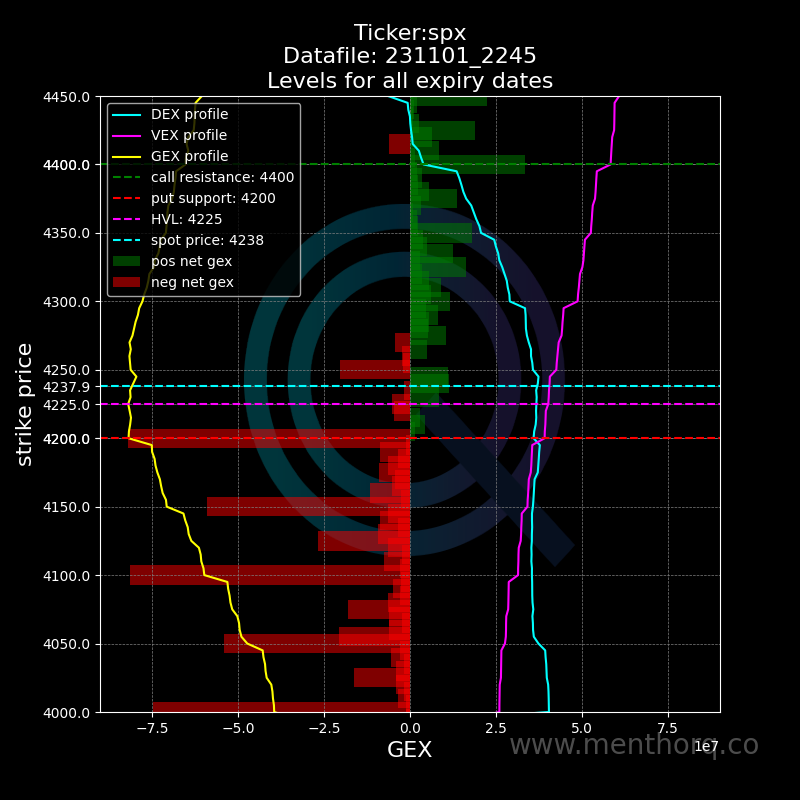 Ticker:spx
Datafile: 231101_2245
Levels for all expiry dates
DEX profile
VEX profile
GEX profile
call resistance: 4400
put support: 4200
HVL: 4225
spot price: 4238
pos net gex
neg net gex
strike price
4450.0
4400.0
4350.0
4300.0
4250.0
4237.9
4225.0
4200.0
4150.0
4100.0
4050.0
4000.0
−7.5 −5.0 −2.5 0.0 2.5 5.0 7.5
1e7
GEX
www.menthorq.co